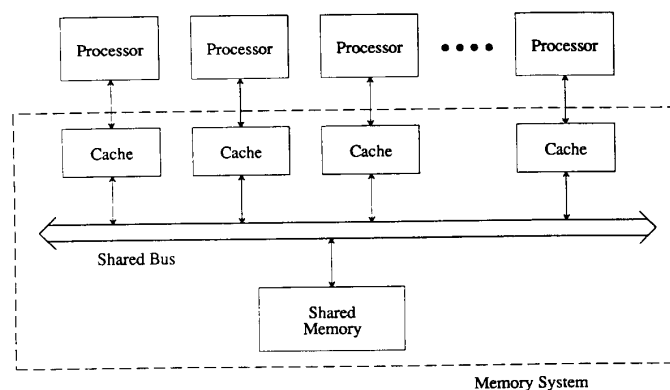 Processor
Processor
Processor
Processor
Cache
Cache
Cache
Cache
Shared Bus
Shared
Memory
Memory System